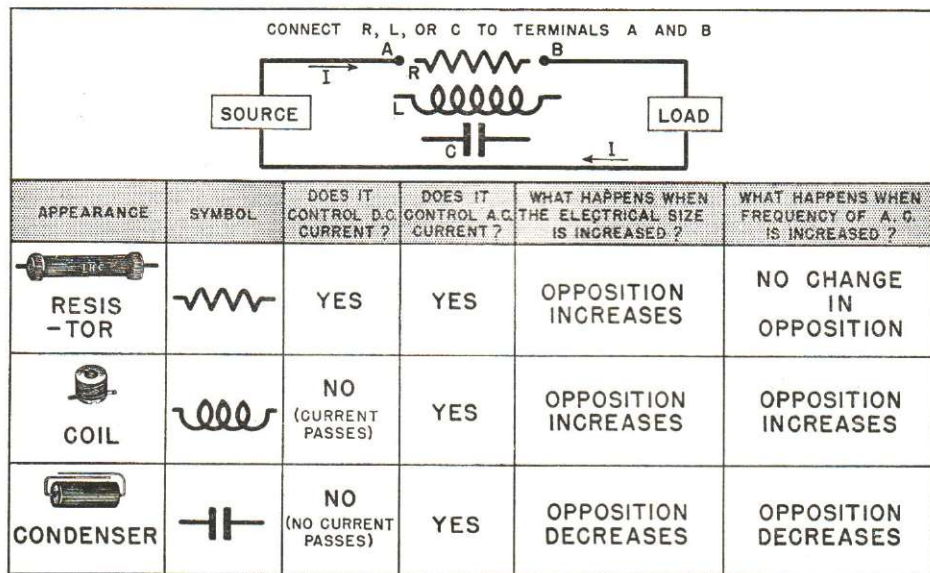 CONNECT R, L, OR C TO TERMINALS A AND B
A
B
I
R
L
SOURCE
LOAD
C
I
APPEARANCE
SYMBOL
DOES IT
CONTROL D.C.
CURRENT?
DOES IT
CONTROL A.C.
CURRENT?
WHAT HAPPENS WHEN
THE ELECTRICAL SIZE
IS INCREASED?
WHAT HAPPENS WHEN
FREQUENCY OF A. C.
IS INCREASED?
RESIS
-TOR
YES
YES
OPPOSITION
INCREASES
NO CHANGE
IN
OPPOSITION
COIL
NO
(CURRENT
PASSES)
YES
OPPOSITION
INCREASES
OPPOSITION
INCREASES
CONDENSER
NO
(NO CURRENT
PASSES)
YES
OPPOSITION
DECREASES
OPPOSITION
DECREASES